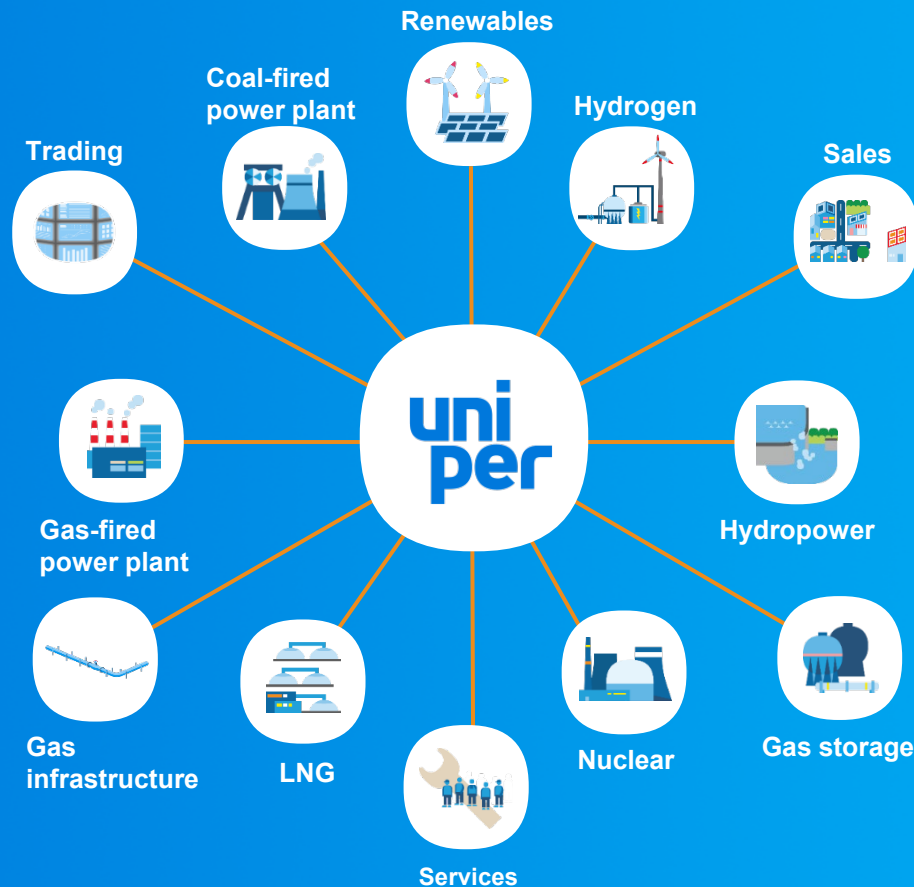 Renewables
Coal-fired
power plant
Hydrogen
Trading
Sales
uni
per
Gas-fired
power plant
Hydropower
Gas
infrastructure
LNG
Nuclear
Gas storage
Services